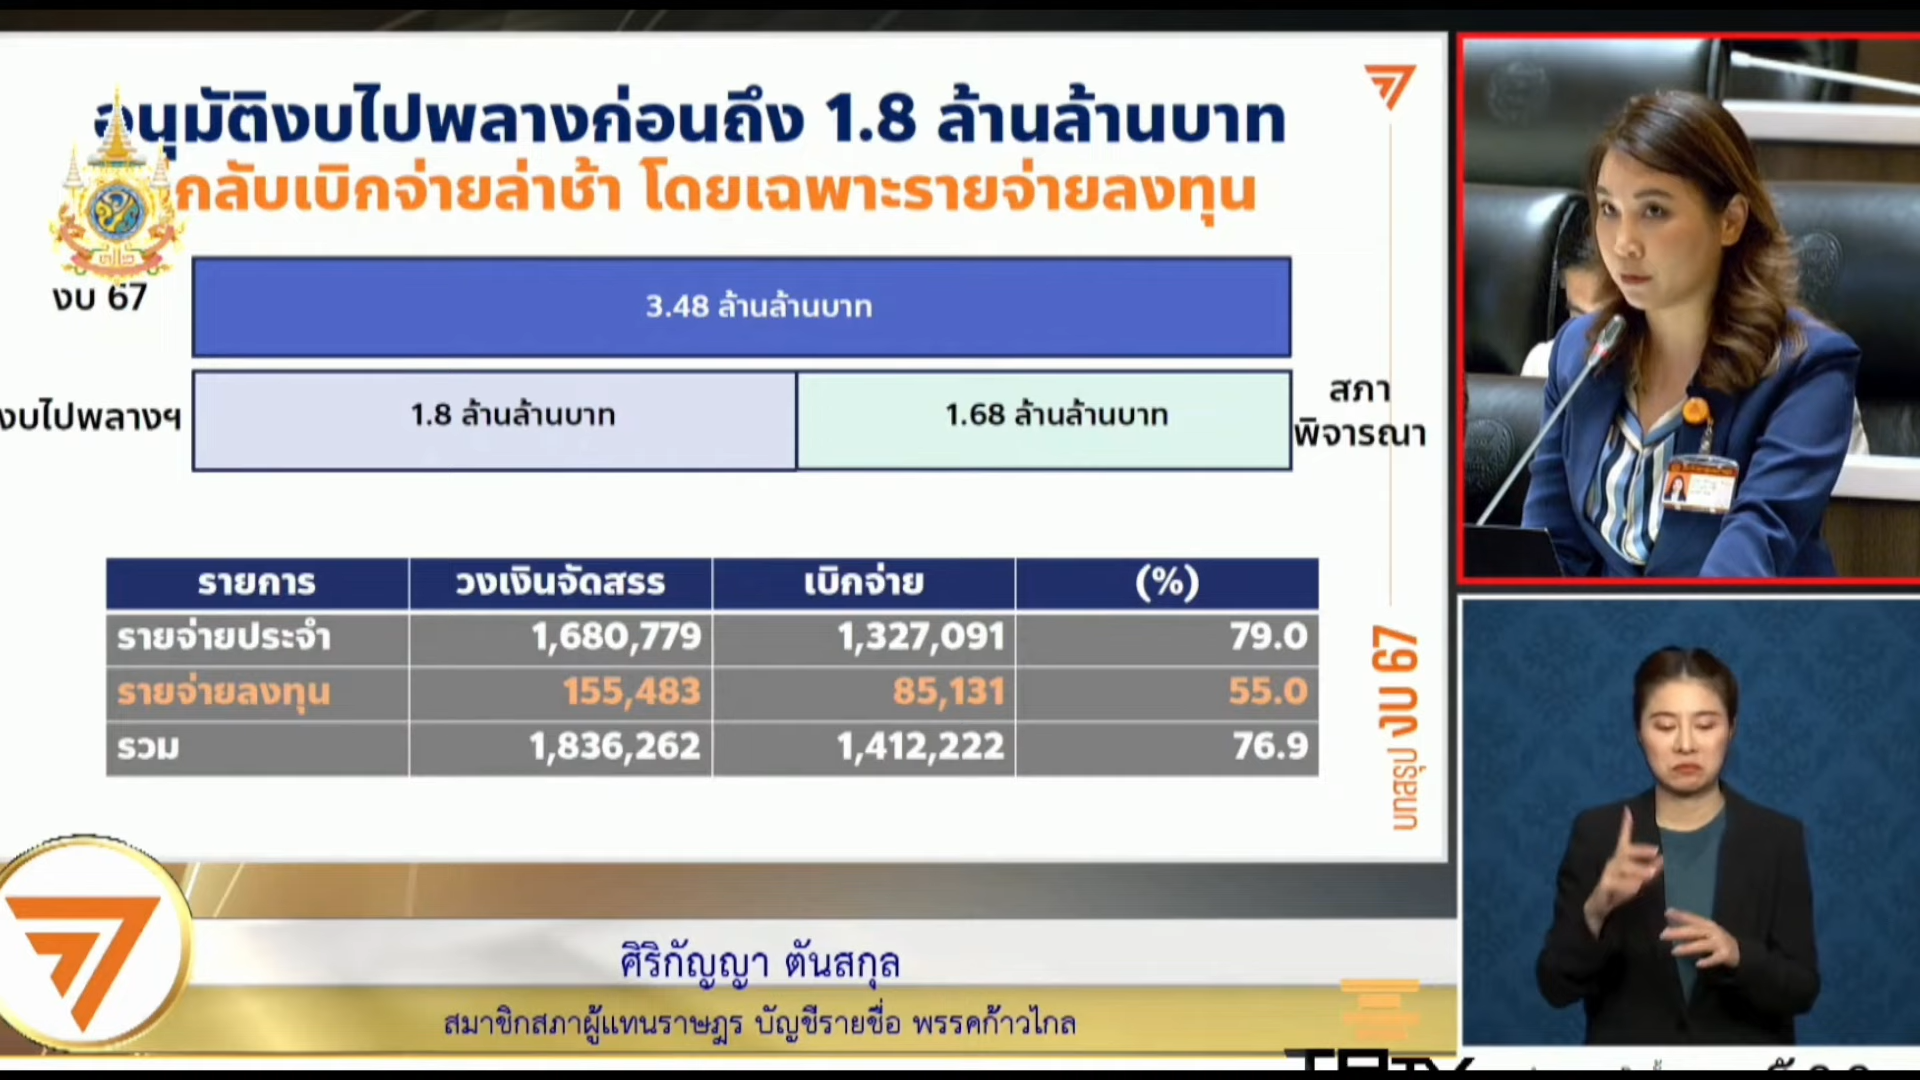 อนุมัติงบไปพลางก่อนถึง 1.8 ล้านล้านบาท
กลับเบิกจ่ายล่าช้า โดยเฉพาะรายจ่ายลงทุน
งบ 67
3.48 ล้านล้านบาท
งบไปพลางฯ
1.8 ล้านล้านบาท
1.68 ล้านล้านบาท
สภา
พิจารณา
รายการ วงเงินจัดสรร เบิกจ่าย (%)
รายจ่ายประจำ 1,680,779 1,327,091 79.0
รายจ่ายลงทุน 155,483 85,131 55.0
รวม 1,836,262 1,412,222 76.9
บทสรุป งบ 67
ศิริกัญญา ตันสกุล
สมาชิกสภาผู้แทนราษฎร บัญชีรายชื่อ พรรคก้าวไกล